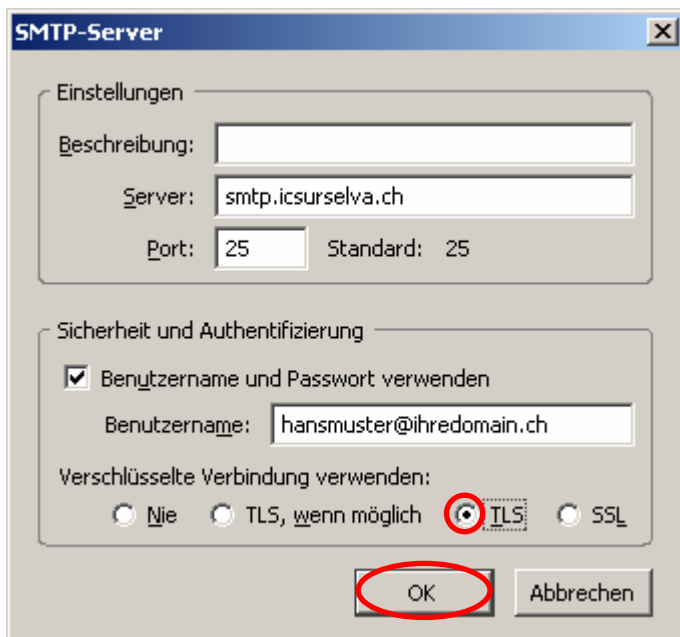 SMTP-Server
Einstellungen
Beschreibung:
Server: smtp.icsurselva.ch
Port: 25 Standard: 25
Sicherheit und Authentifizierung
Benutzername und Passwort verwenden
Benutzername: hansmuster@ihredomain.ch
Verschlüsselte Verbindung verwenden:
Nie TLS, wenn möglich TLS SSL
OK Abbrechen